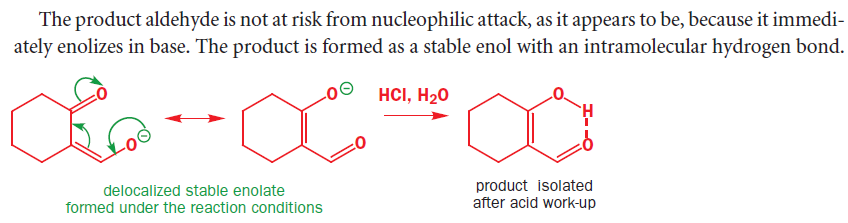 The product aldehyde is not at risk from nucleophilic attack, as it appears to be, because it immedi-
ately enolizes in base. The product is formed as a stable enol with an intramolecular hydrogen bond.
O
O⊖
HCl, H2O
O
H
O⊖
O
O
delocalized stable enolate
formed under the reaction conditions
product isolated
after acid work-up